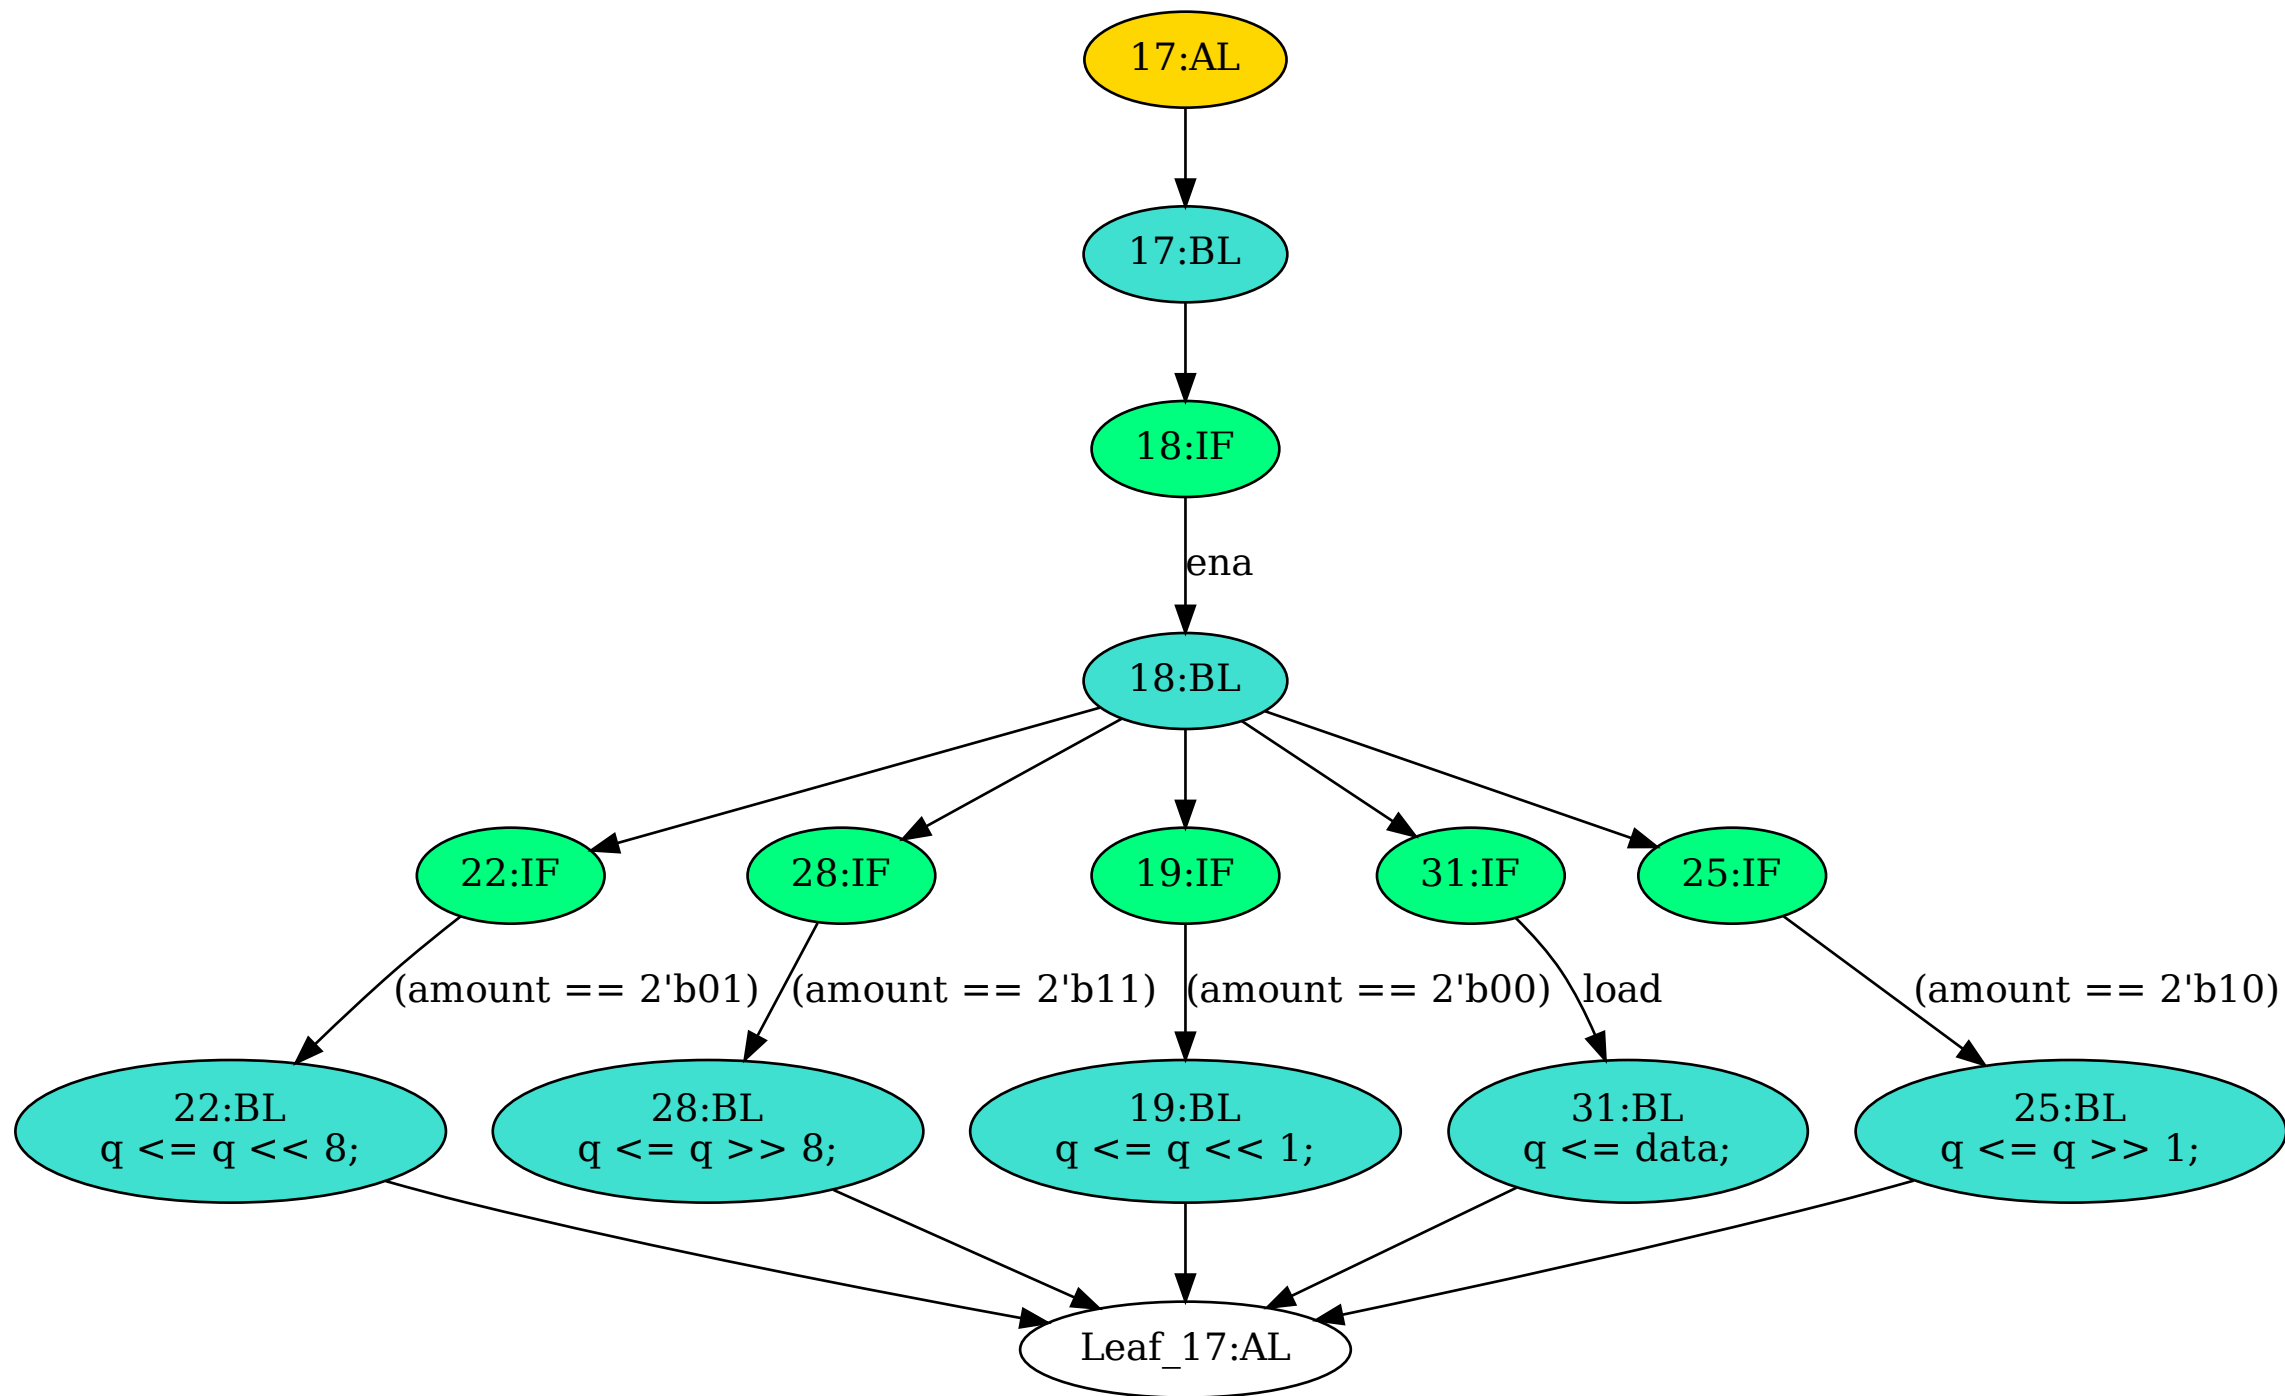 17:AL
17:BL
18:IF
ena
18:BL
22:IF
28:IF
19:IF
31:IF
25:IF
(amount == 2'b01)
(amount == 2'b11)
(amount == 2'b00)
load
(amount == 2'b10)
22:BL
q <= q << 8;
28:BL
q <= q >> 8;
19:BL
q <= q << 1;
31:BL
q <= data;
25:BL
q <= q >> 1;
Leaf_17:AL